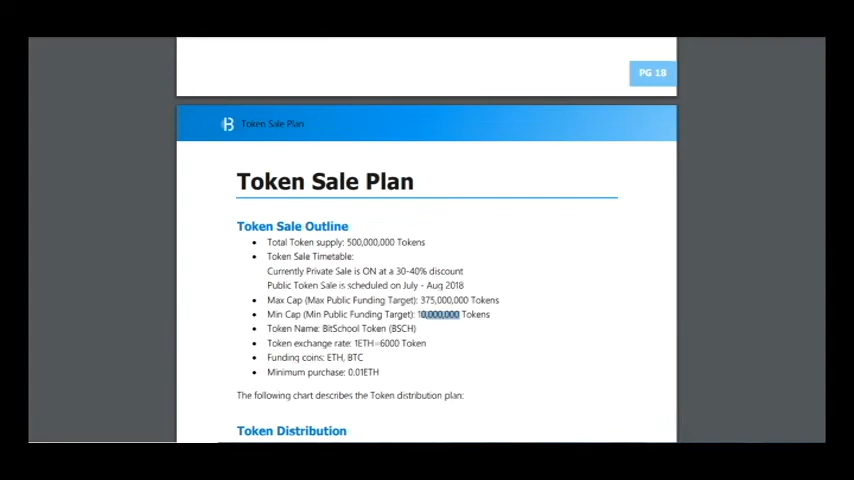 PG 18
Token Sale Plan
Token Sale Plan
Token Sale Outline
• Total Token supply: 500,000,000 Tokens
• Token Sale Timetable:
Currently Private Sale is ON at a 30-40% discount
Public Token Sale is scheduled on July - Aug 2018
• Max Cap (Max Public Funding Target): 375,000,000 Tokens
• Min Cap (Min Public Funding Target): 10,000,000 Tokens
• Token Name: BitSchool Token (BSCH)
• Token exchange rate: 1ETH=6000 Token
• Funding coins: ETH, BTC
• Minimum purchase: 0.01ETH
The following chart describes the Token distribution plan:
Token Distribution